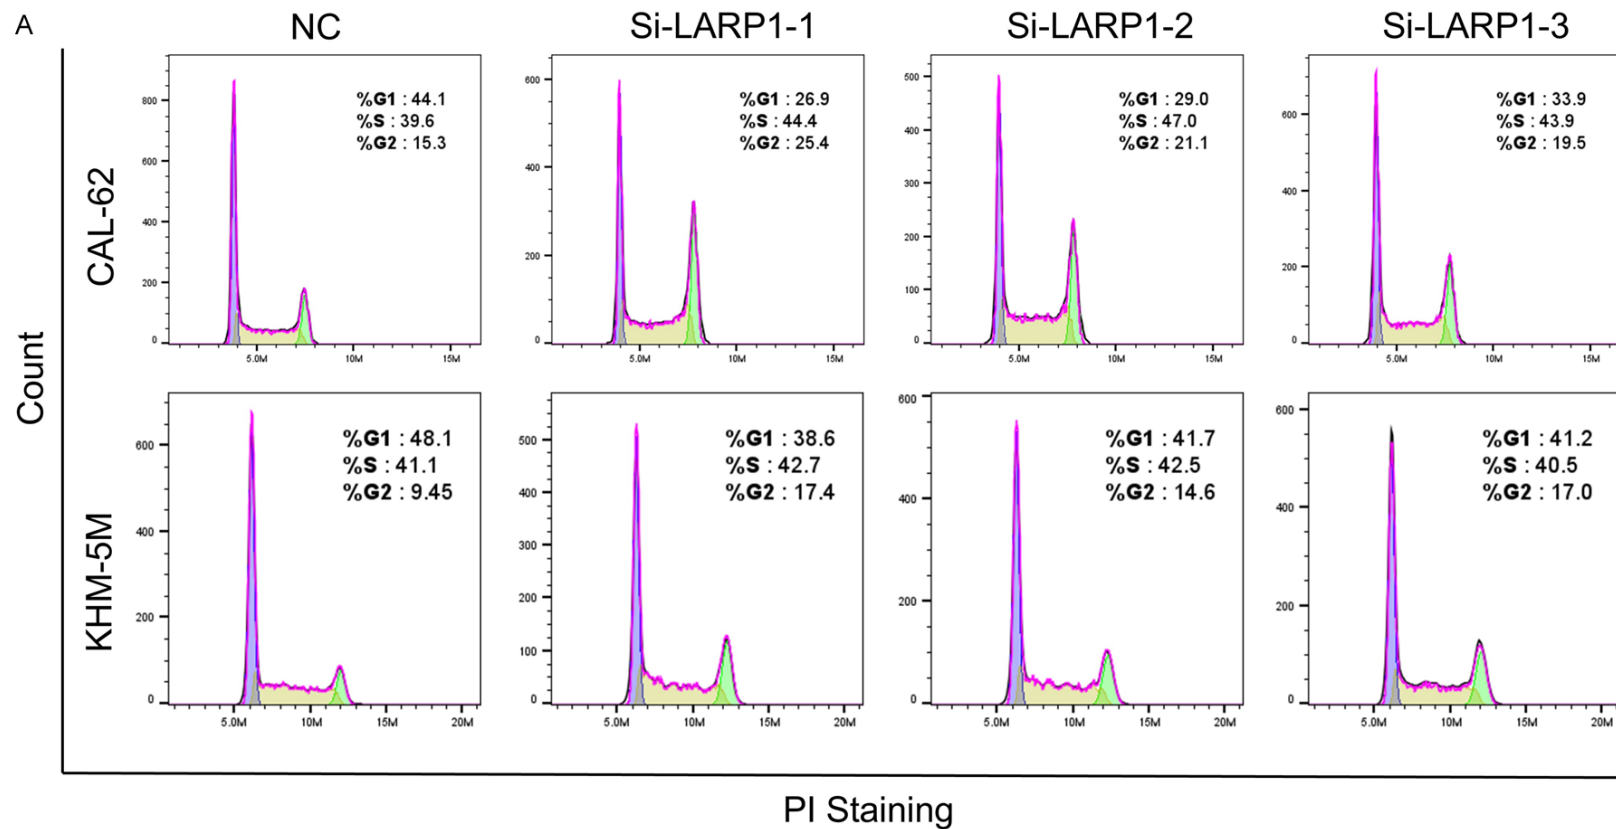 A
NC
Si-LARP1-1
Si-LARP1-2
Si-LARP1-3
CAL-62
%G1 : 44.1
%S : 39.6
%G2 : 15.3
800
600
400
200
0
5.0M 10M 15M
%G1 : 26.9
%S : 44.4
%G2 : 25.4
600
400
200
0
5.0M 10M 15M
%G1 : 29.0
%S : 47.0
%G2 : 21.1
500
400
300
200
100
0
5.0M 10M 15M
%G1 : 33.9
%S : 43.9
%G2 : 19.5
600
400
200
0
5.0M 10M 15M
Count
KHM-5M
%G1 : 48.1
%S : 41.1
%G2 : 9.45
600
400
200
0
5.0M 10M 15M 20M
%G1 : 38.6
%S : 42.7
%G2 : 17.4
500
400
300
200
100
0
5.0M 10M 15M 20M
%G1 : 41.7
%S : 42.5
%G2 : 14.6
600
400
200
0
5.0M 10M 15M 20M
%G1 : 41.2
%S : 40.5
%G2 : 17.0
600
400
200
0
5.0M 10M 15M 20M
PI Staining